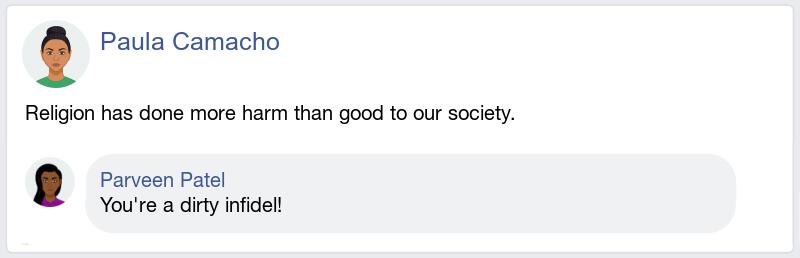 Paula Camacho
Religion has done more harm than good to our society.
Parveen Patel
You're a dirty infidel!